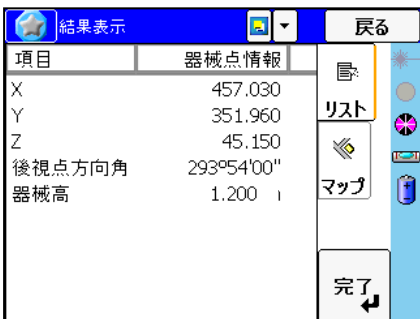 結果表示
戻る
項目 器械点情報
X 457.030
Y 351.960
Z 45.150
後視点方向角 293°54'00"
器械高 1.200
リスト
マップ
完了